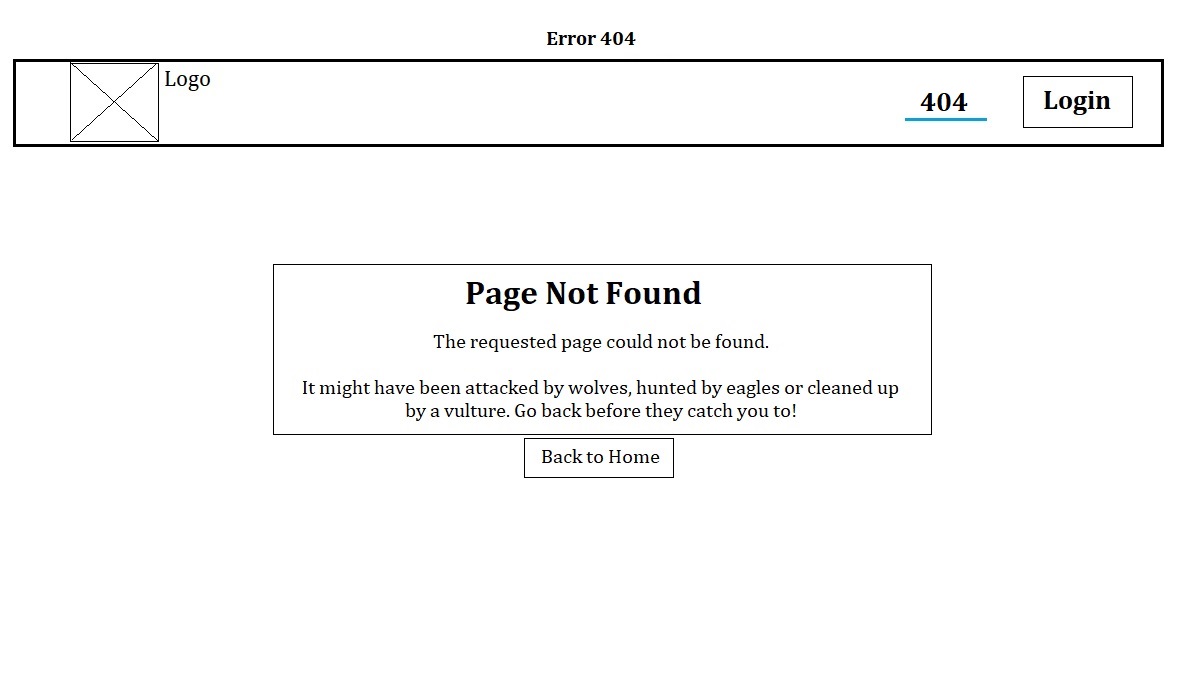 Error 404
Logo
404
Login
Page Not Found
The requested page could not be found.
It might have been attacked by wolves, hunted by eagles or cleaned up
by a vulture. Go back before they catch you to!
Back to Home